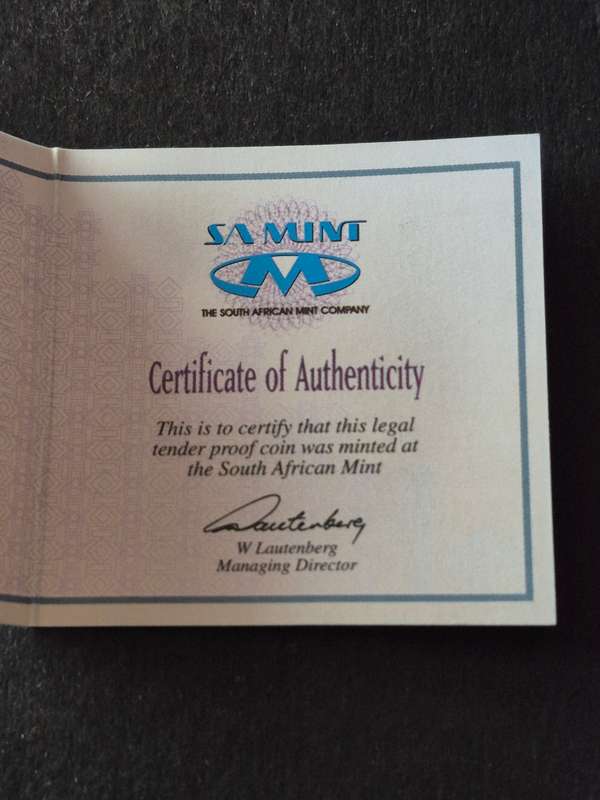 SA MINT
THE SOUTH AFRICAN MINT COMPANY
Certificate of Authenticity
This is to certify that this legal
tender proof coin was minted at
the South African Mint
Lautenberg
W Lautenberg
Managing Director